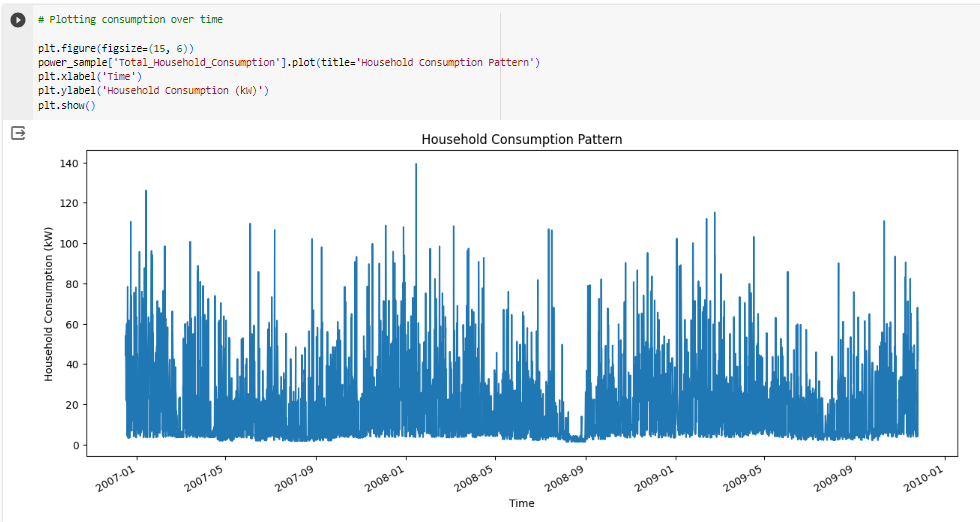 # Plotting consumption over time
plt.figure(figsize=(15, 6))
power_sample['Total_Household_Consumption'].plot(title='Household Consumption Pattern')
plt.xlabel('Time')
plt.ylabel('Household Consumption (kW)')
plt.show()
Household Consumption Pattern
140
120
100
80
60
40
20
0
Household Consumption (kW)
2007-01 2007-05 2007-09 2008-01 2008-05 2008-09 2009-01 2009-05 2009-09 2010-01
Time